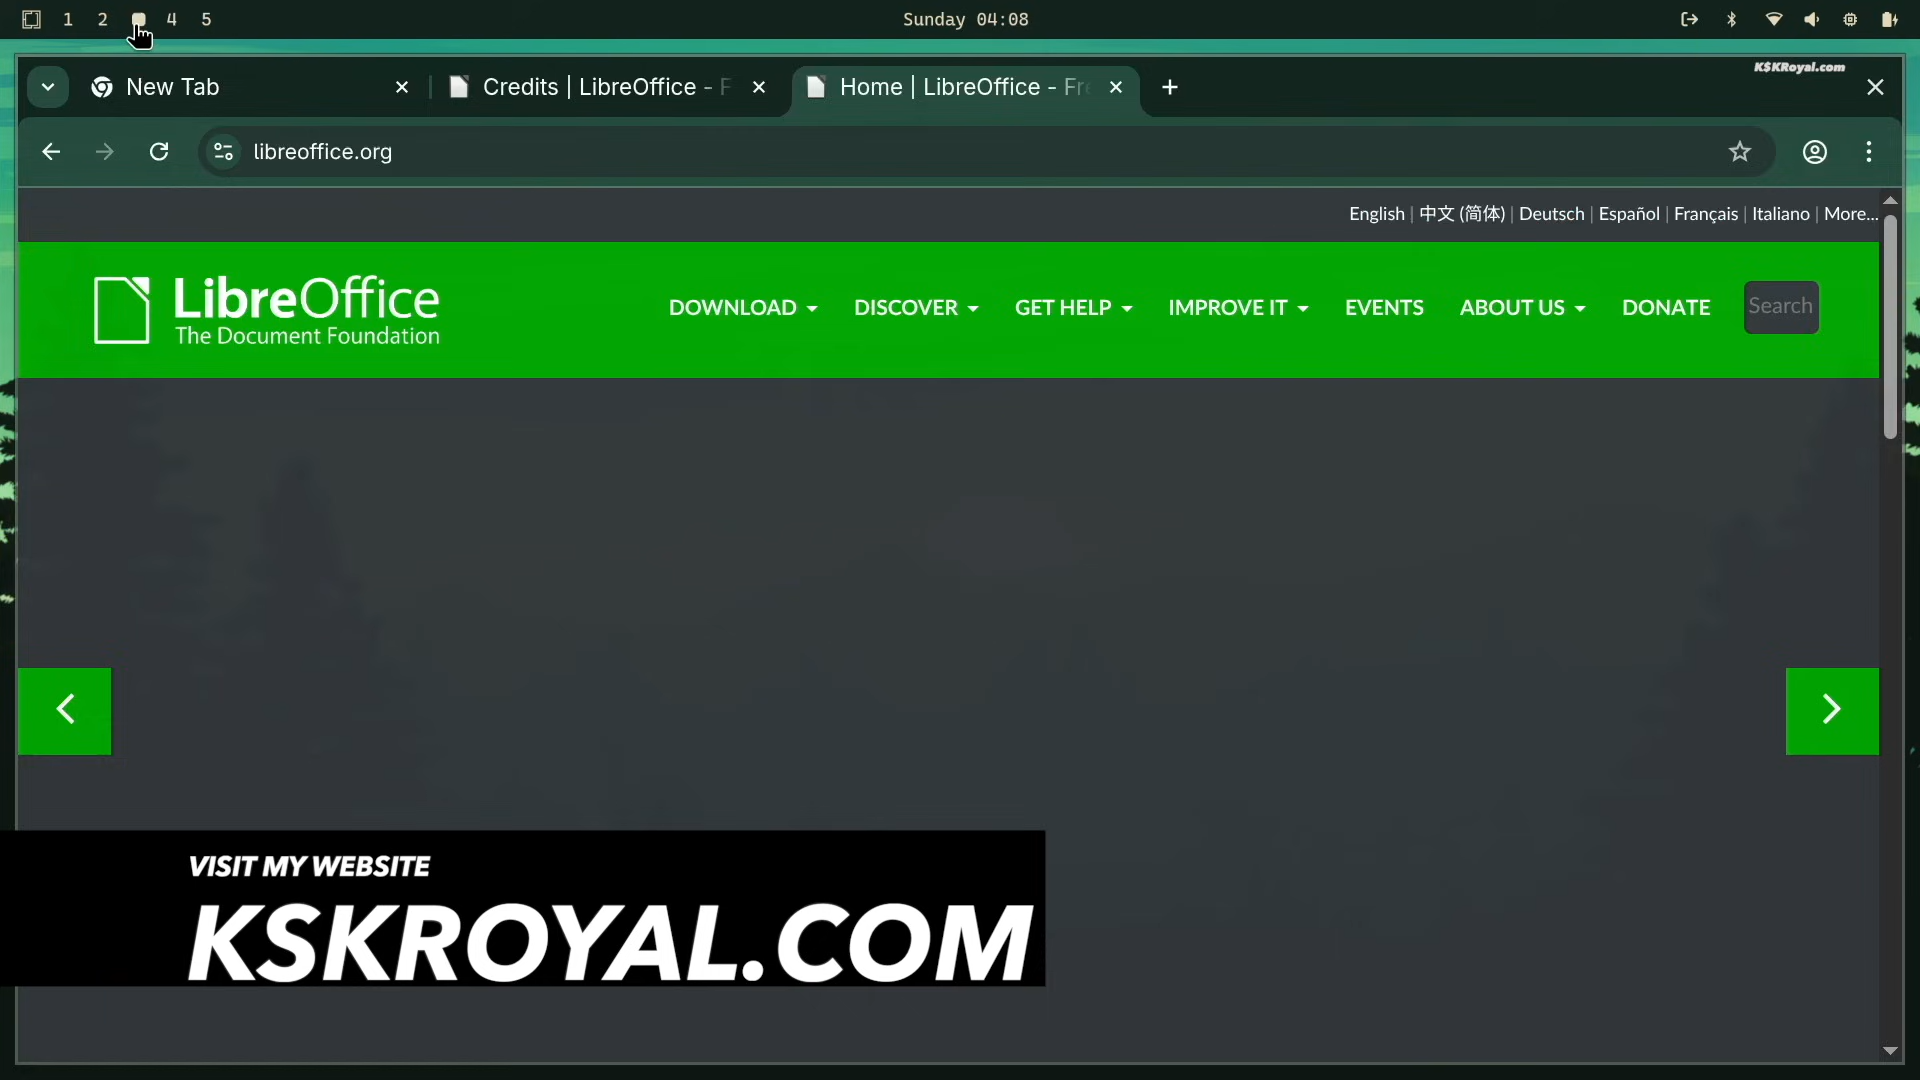 1 2 4 5
Sunday 04:08
K$KRoyal.com
New Tab
Credits | LibreOffice - F
Home | LibreOffice - Fre
libreoffice.org
English | 中文 (简体) | Deutsch | Español | Français | Italiano | More...
LibreOffice
The Document Foundation
DOWNLOAD DISCOVER GET HELP IMPROVE IT EVENTS ABOUT US DONATE
Search
VISIT MY WEBSITE
KSKROYAL.COM